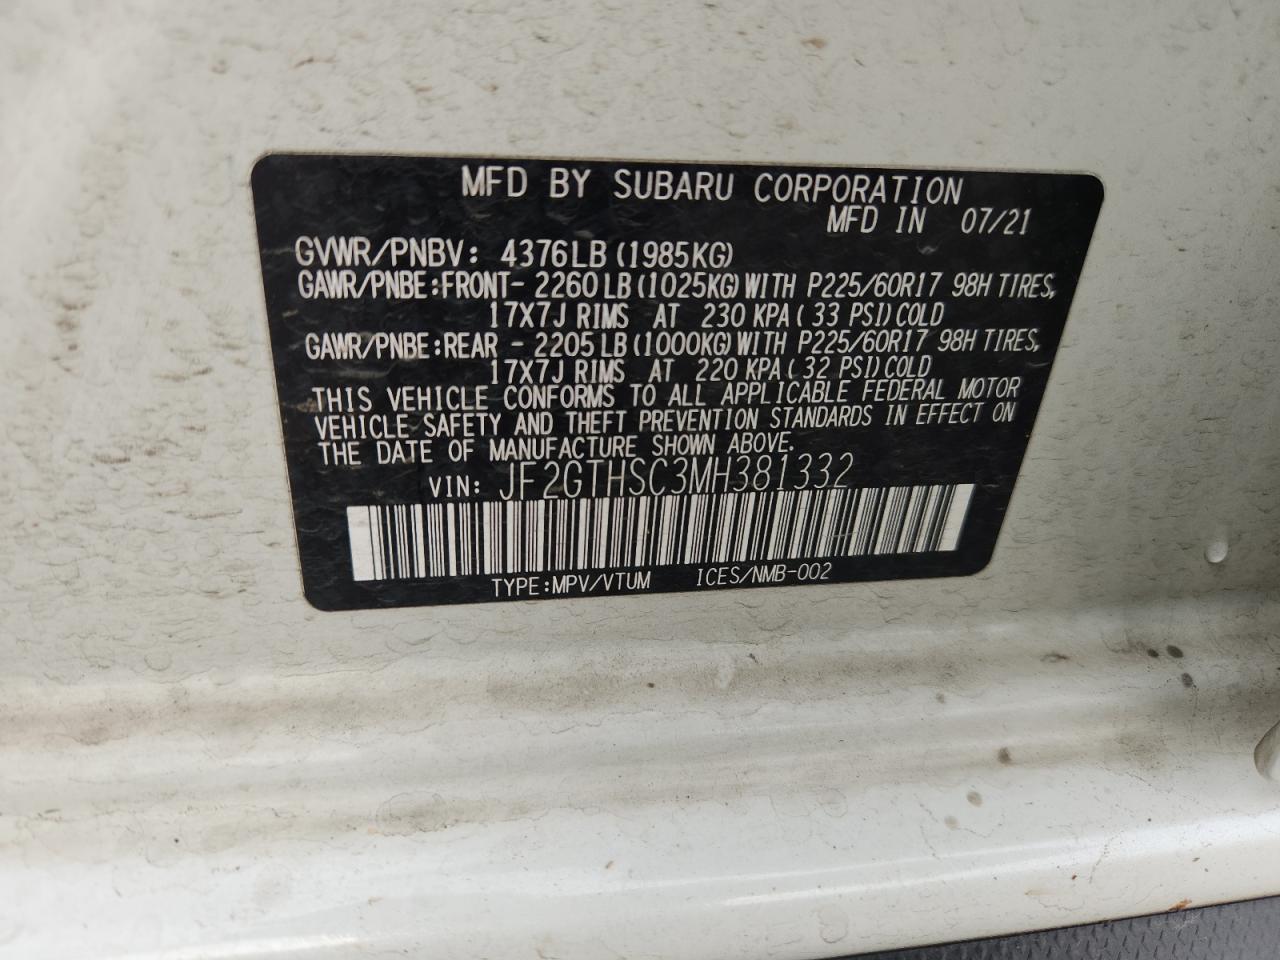 MFD BY SUBARU CORPORATION
MFD IN 07/21
GVWR/PNBV: 4376LB (1985KG)
GAWR/PNBE:FRONT- 2260 LB (1025KG) WITH P225/60R17 98H TIRES,
17X7J RIMS AT 230 KPA ( 33 PSI) COLD
GAWR/PNBE:REAR - 2205 LB (1000KG) WITH P225/60R17 98H TIRES,
17X7J RIMS AT 220 KPA ( 32 PSI) COLD
THIS VEHICLE CONFORMS TO ALL APPLICABLE FEDERAL MOTOR
VEHICLE SAFETY AND THEFT PREVENTION STANDARDS IN EFFECT ON
THE DATE OF MANUFACTURE SHOWN ABOVE.
VIN: JF2GTHSC3MH381332
TYPE:MPV/VTUM ICES/NMB-002